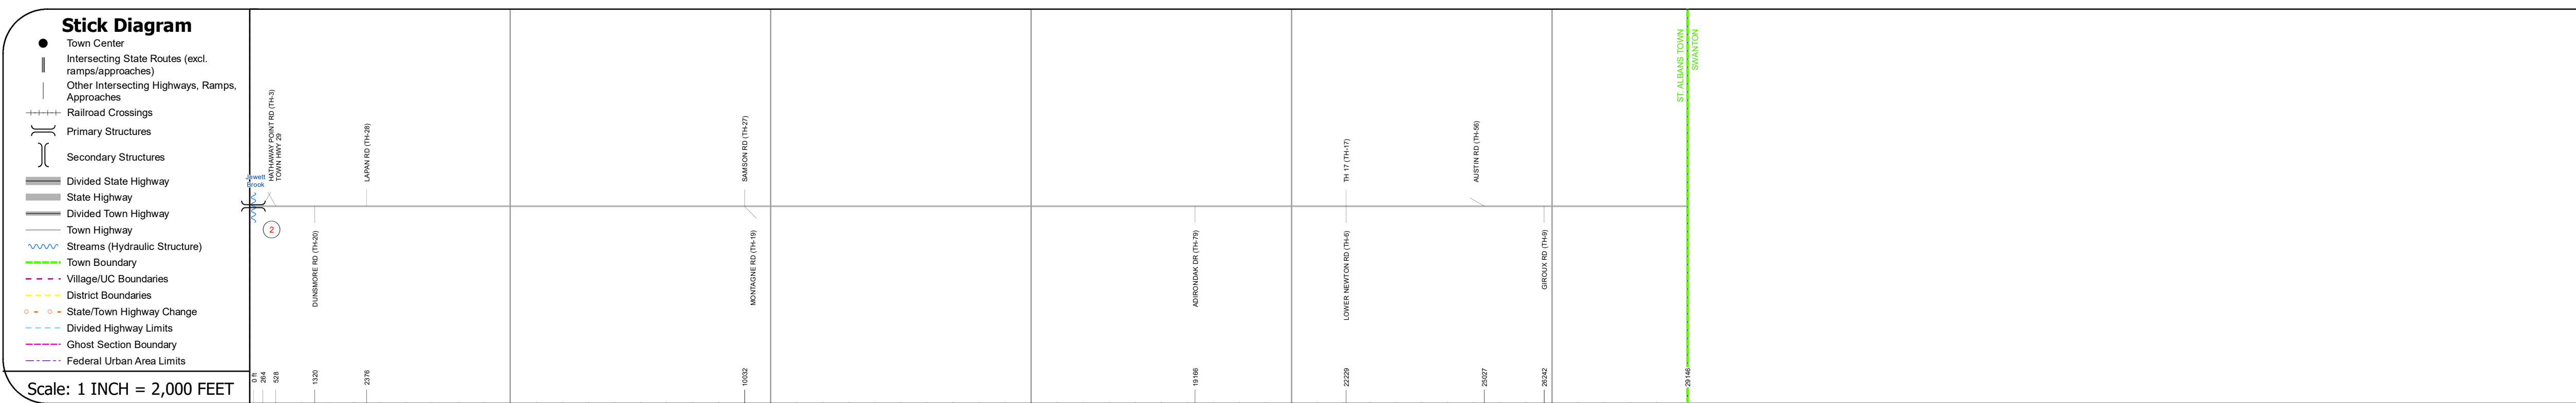 Stick Diagram
Town Center
Intersecting State Routes (excl.
ramps/approaches)
Other Intersecting Highways, Ramps,
Approaches
Railroad Crossings
Primary Structures
Secondary Structures
Divided State Highway
State Highway
Divided Town Highway
Town Highway
Streams (Hydraulic Structure)
Town Boundary
Village/UC Boundaries
District Boundaries
State/Town Highway Change
Divided Highway Limits
Ghost Section Boundary
Federal Urban Area Limits
Scale: 1 INCH = 2,000 FEET
Jewett
Brook
HATHAWAY POINT RD (TH-3)
TOWN HWY 29
2
DUNSMORE RD (TH-20)
LAPAN RD (TH-28)
SAMSON RD (TH-27)
MONTAGNE RD (TH-19)
ADIRONDAK DR (TH-79)
TH 17 (TH-17)
LOWER NEWTON RD (TH-6)
AUSTIN RD (TH-56)
GIROUX RD (TH-9)
ST. ALBANS TOWN
SWANTON
0 ft
264
528
1320
2376
10032
19166
22229
25027
26242
29146